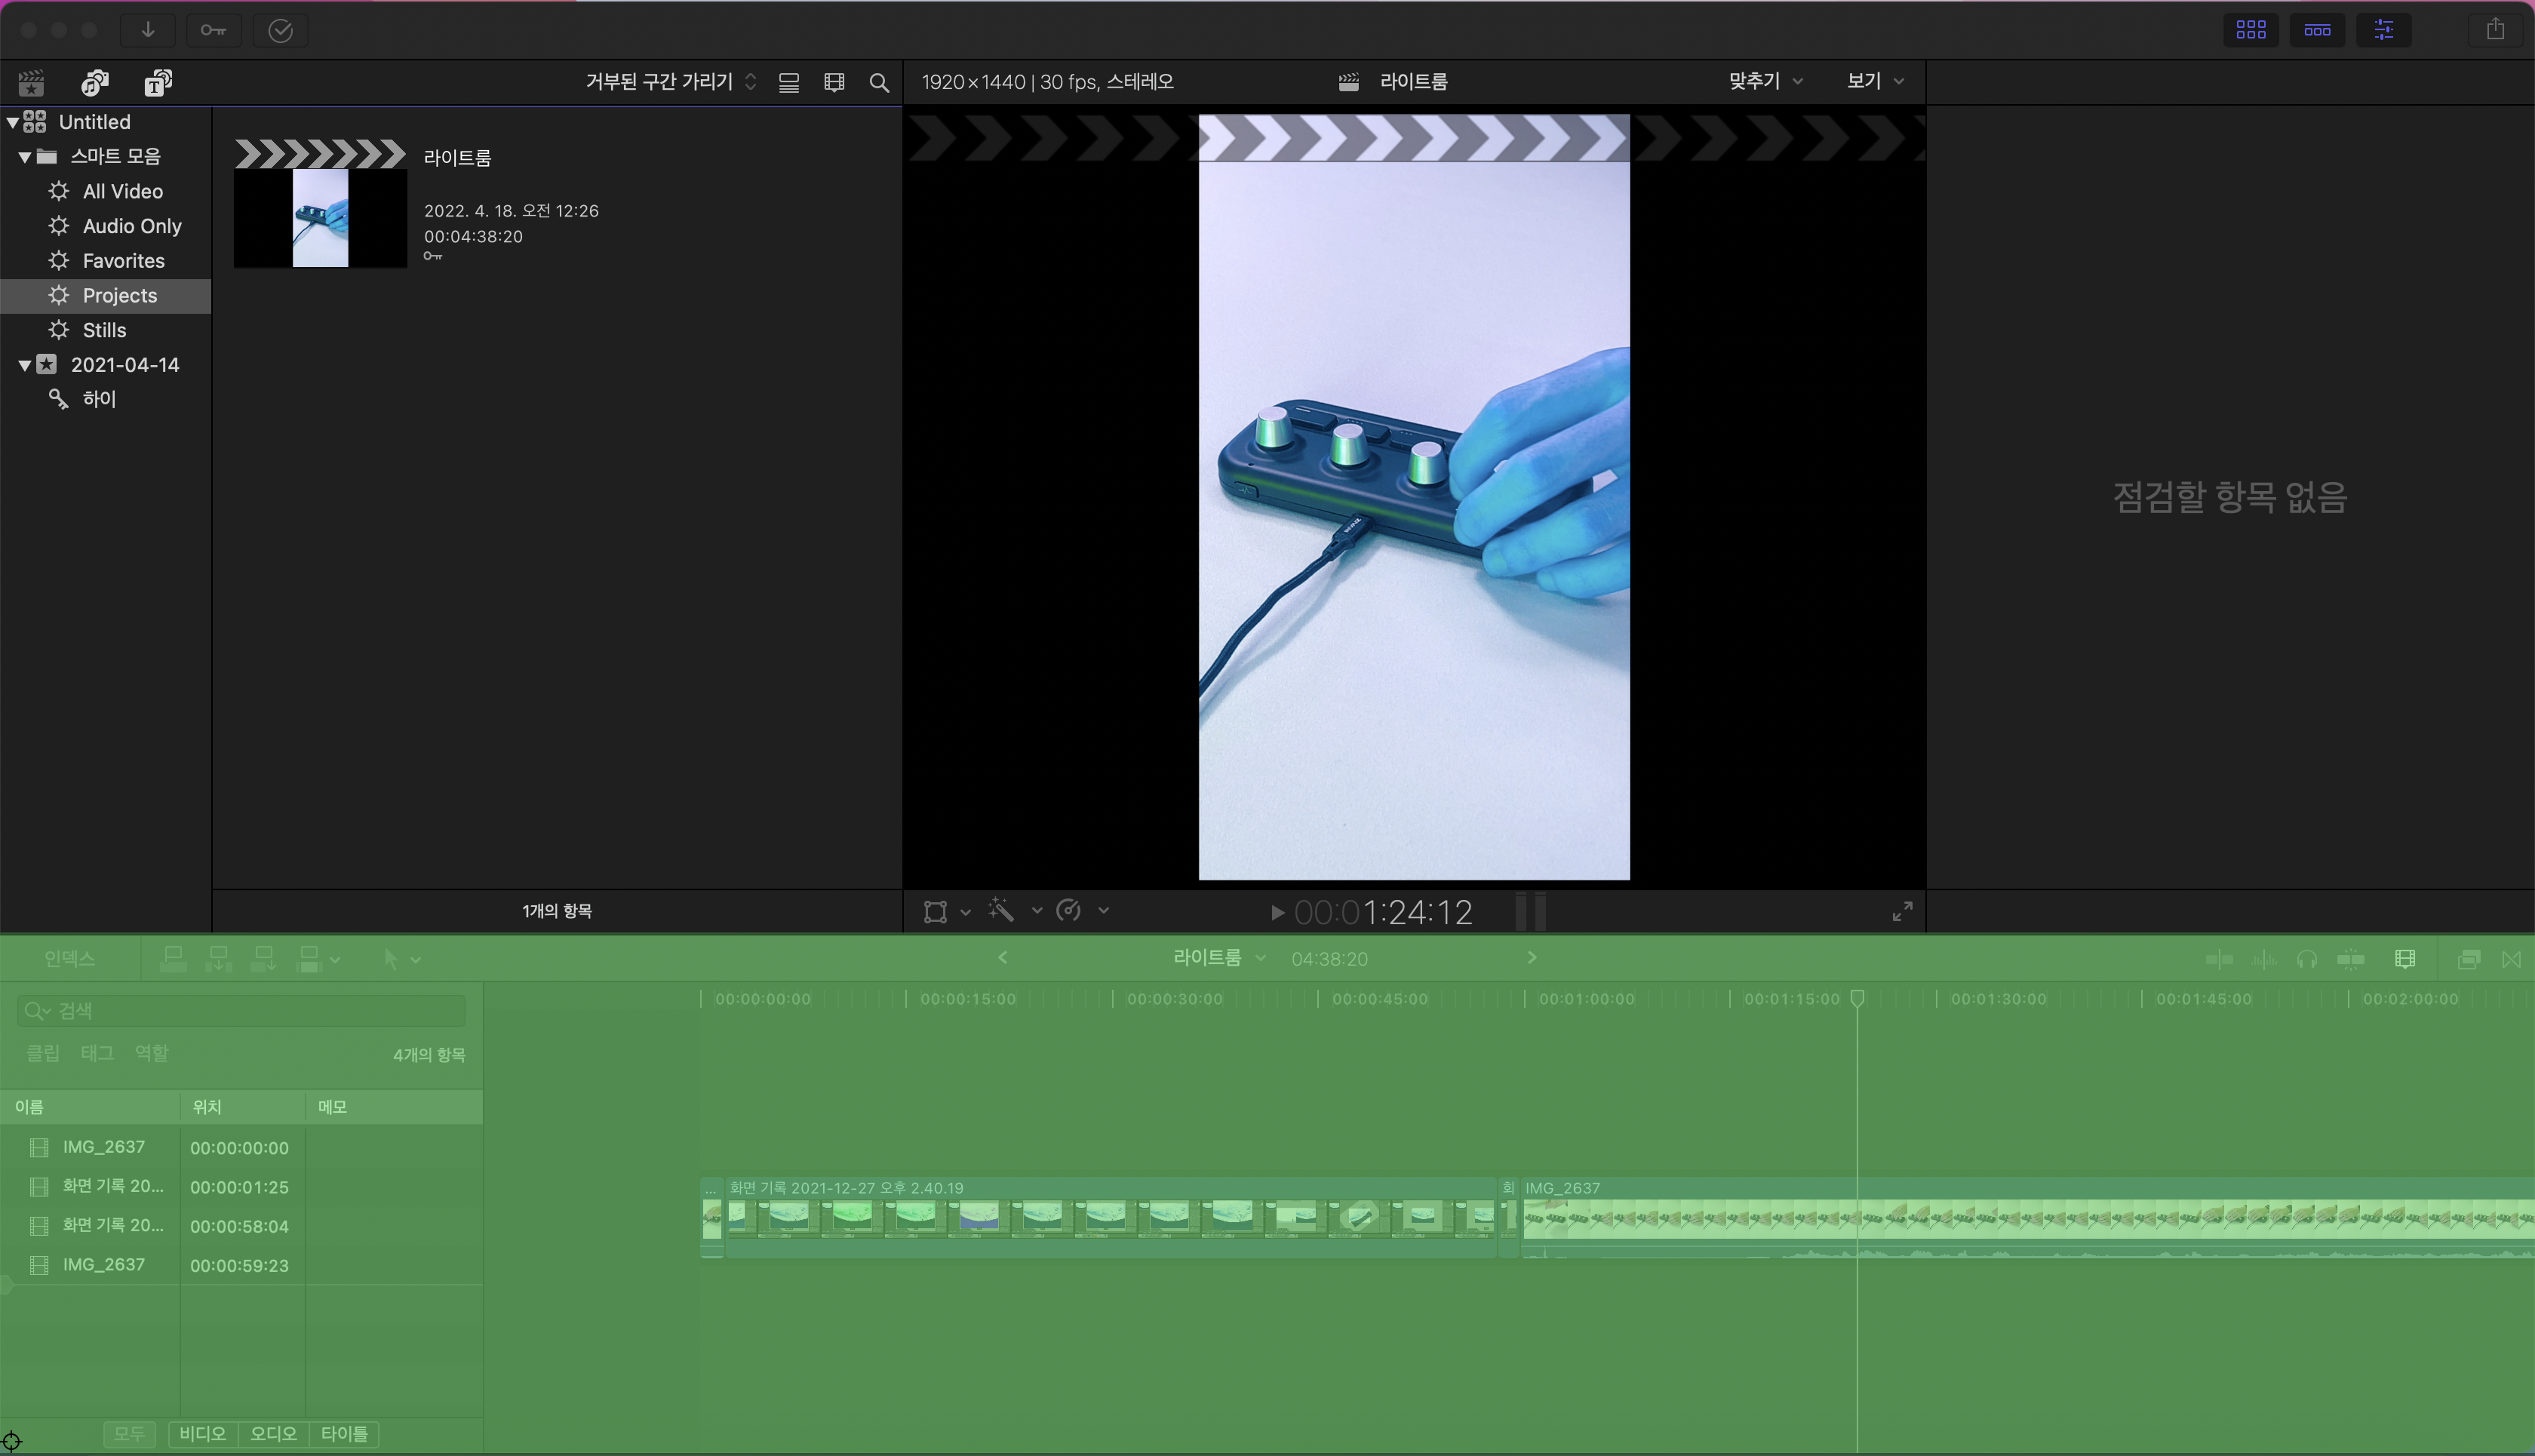 거부된 구간 가리기
1920×1440 | 30 fps, 스테레오
라이트룸
맞추기
보기
Untitled
스마트 모음
All Video
Audio Only
Favorites
Projects
Stills
2021-04-14
하이
라이트룸
2022. 4. 18. 오전 12:26
00:04:38:20
점검할 항목 없음
1개의 항목
00:01:24:12
인덱스
라이트룸
04:38:20
검색
클립 태그 역할
4개의 항목
이름 위치 메모
IMG_2637 00:00:00:00
화면 기록 20... 00:00:01:25
화면 기록 20... 00:00:58:04
IMG_2637 00:00:59:23
모두 비디오 오디오 타이틀
00:00:00:00 00:00:15:00 00:00:30:00 00:00:45:00 00:01:00:00 00:01:15:00 00:01:30:00 00:01:45:00 00:02:00:00
... 화면 기록 2021-12-27 오후 2.40.19 IMG_2637